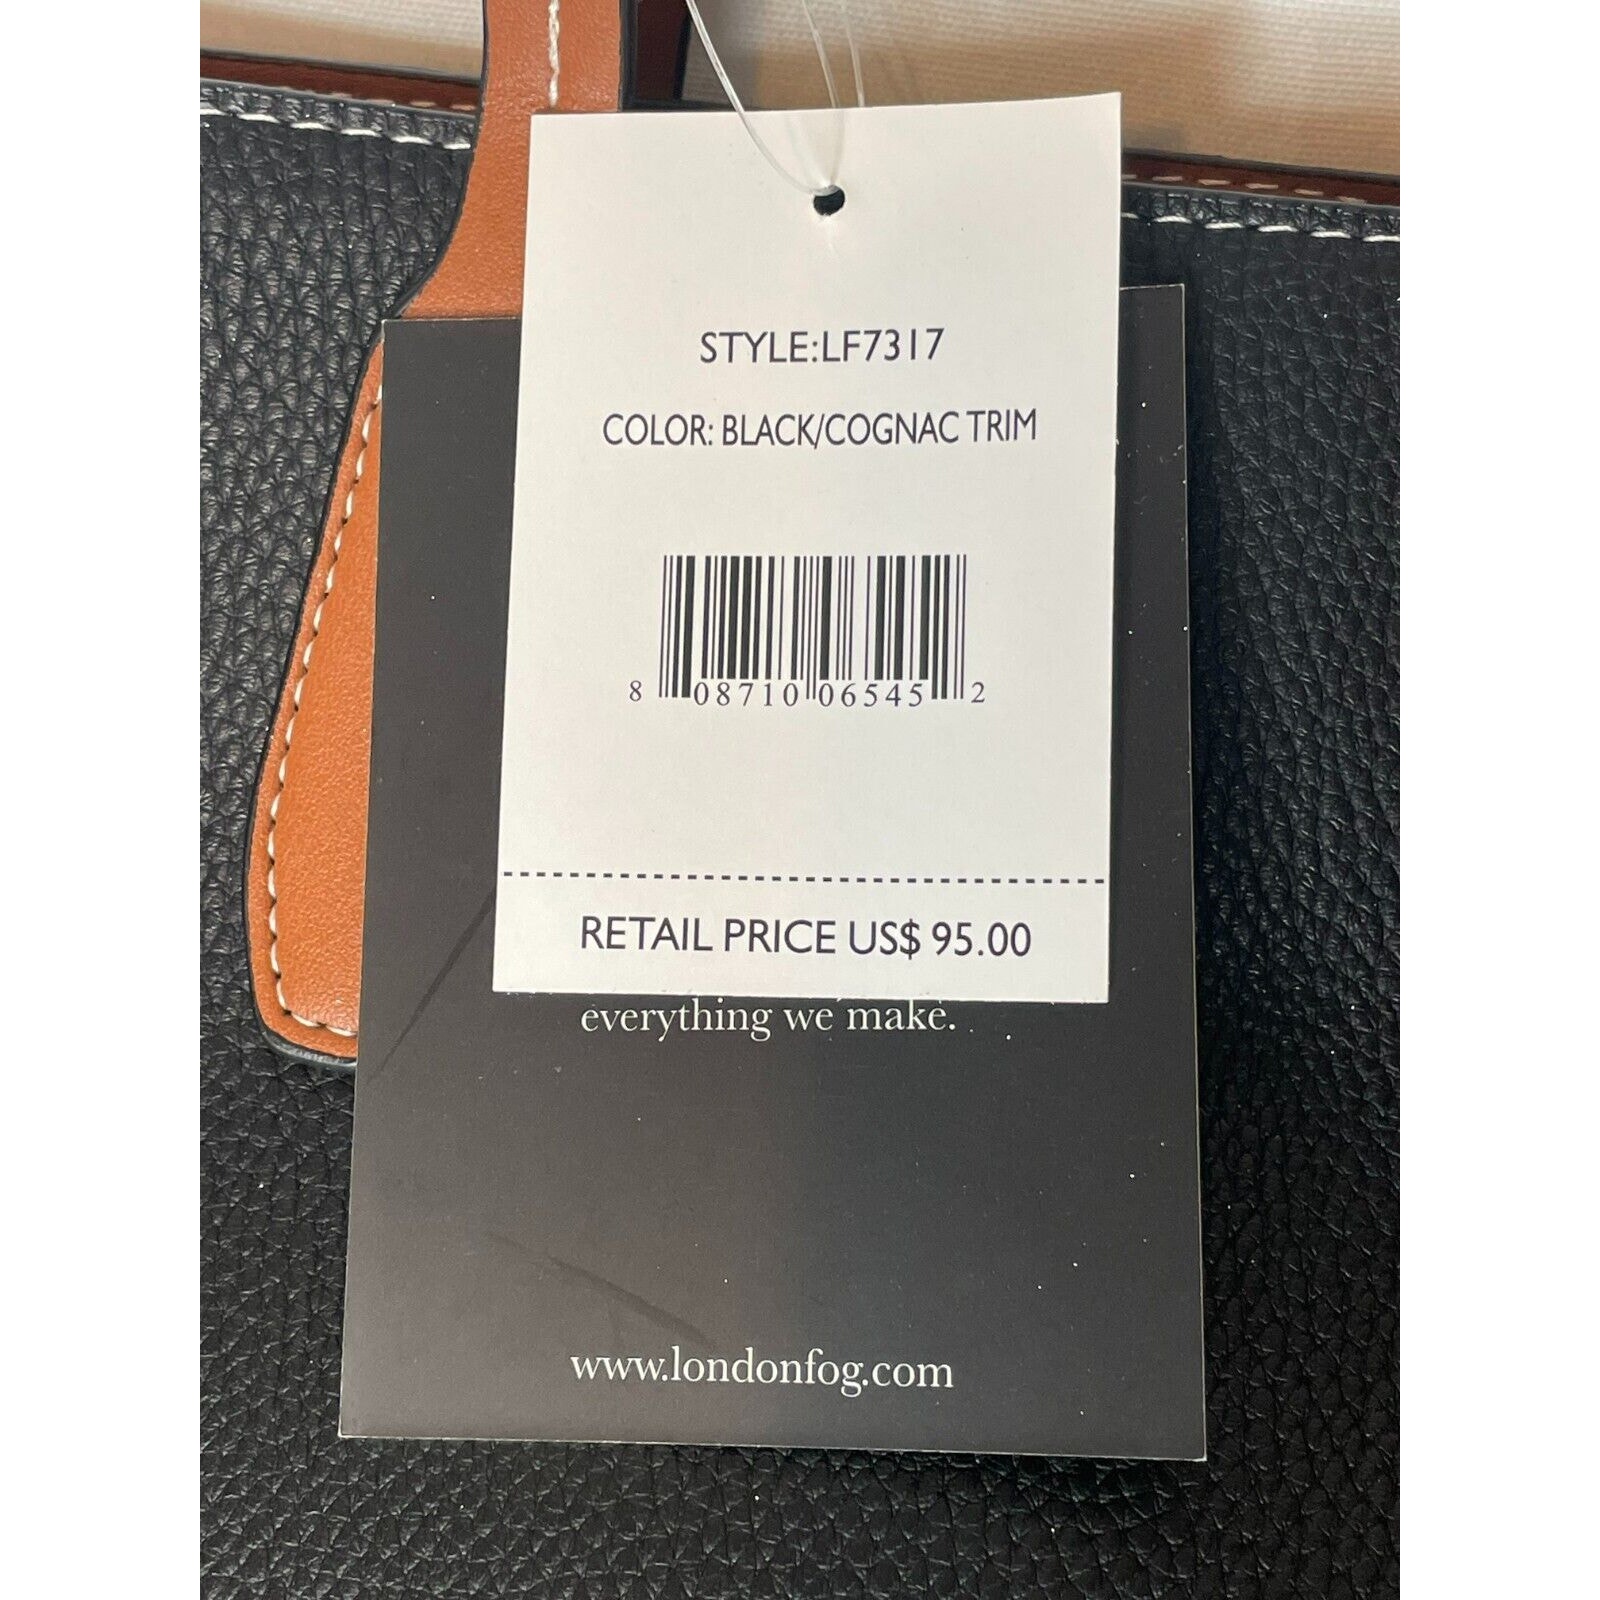 STYLE:LF7317
COLOR: BLACK/COGNAC TRIM
8 08710 06545 2
RETAIL PRICE US$ 95.00
everything we make.
www.londonfog.com